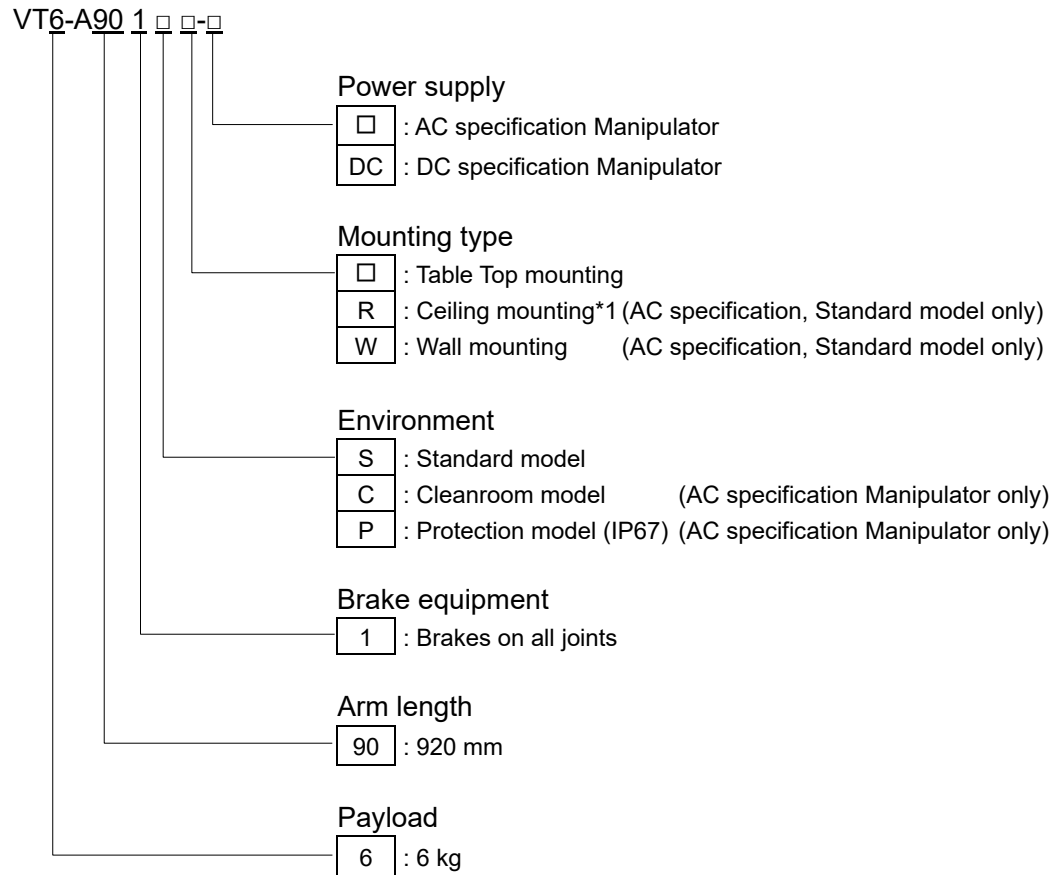 VT6-A90 1 □ □-□
Power supply
□ : AC specification Manipulator
DC : DC specification Manipulator
Mounting type
□ : Table Top mounting
R : Ceiling mounting*1 (AC specification, Standard model only)
W : Wall mounting (AC specification, Standard model only)
Environment
S : Standard model
C : Cleanroom model (AC specification Manipulator only)
P : Protection model (IP67) (AC specification Manipulator only)
Brake equipment
1 : Brakes on all joints
Arm length
90 : 920 mm
Payload
6 : 6 kg